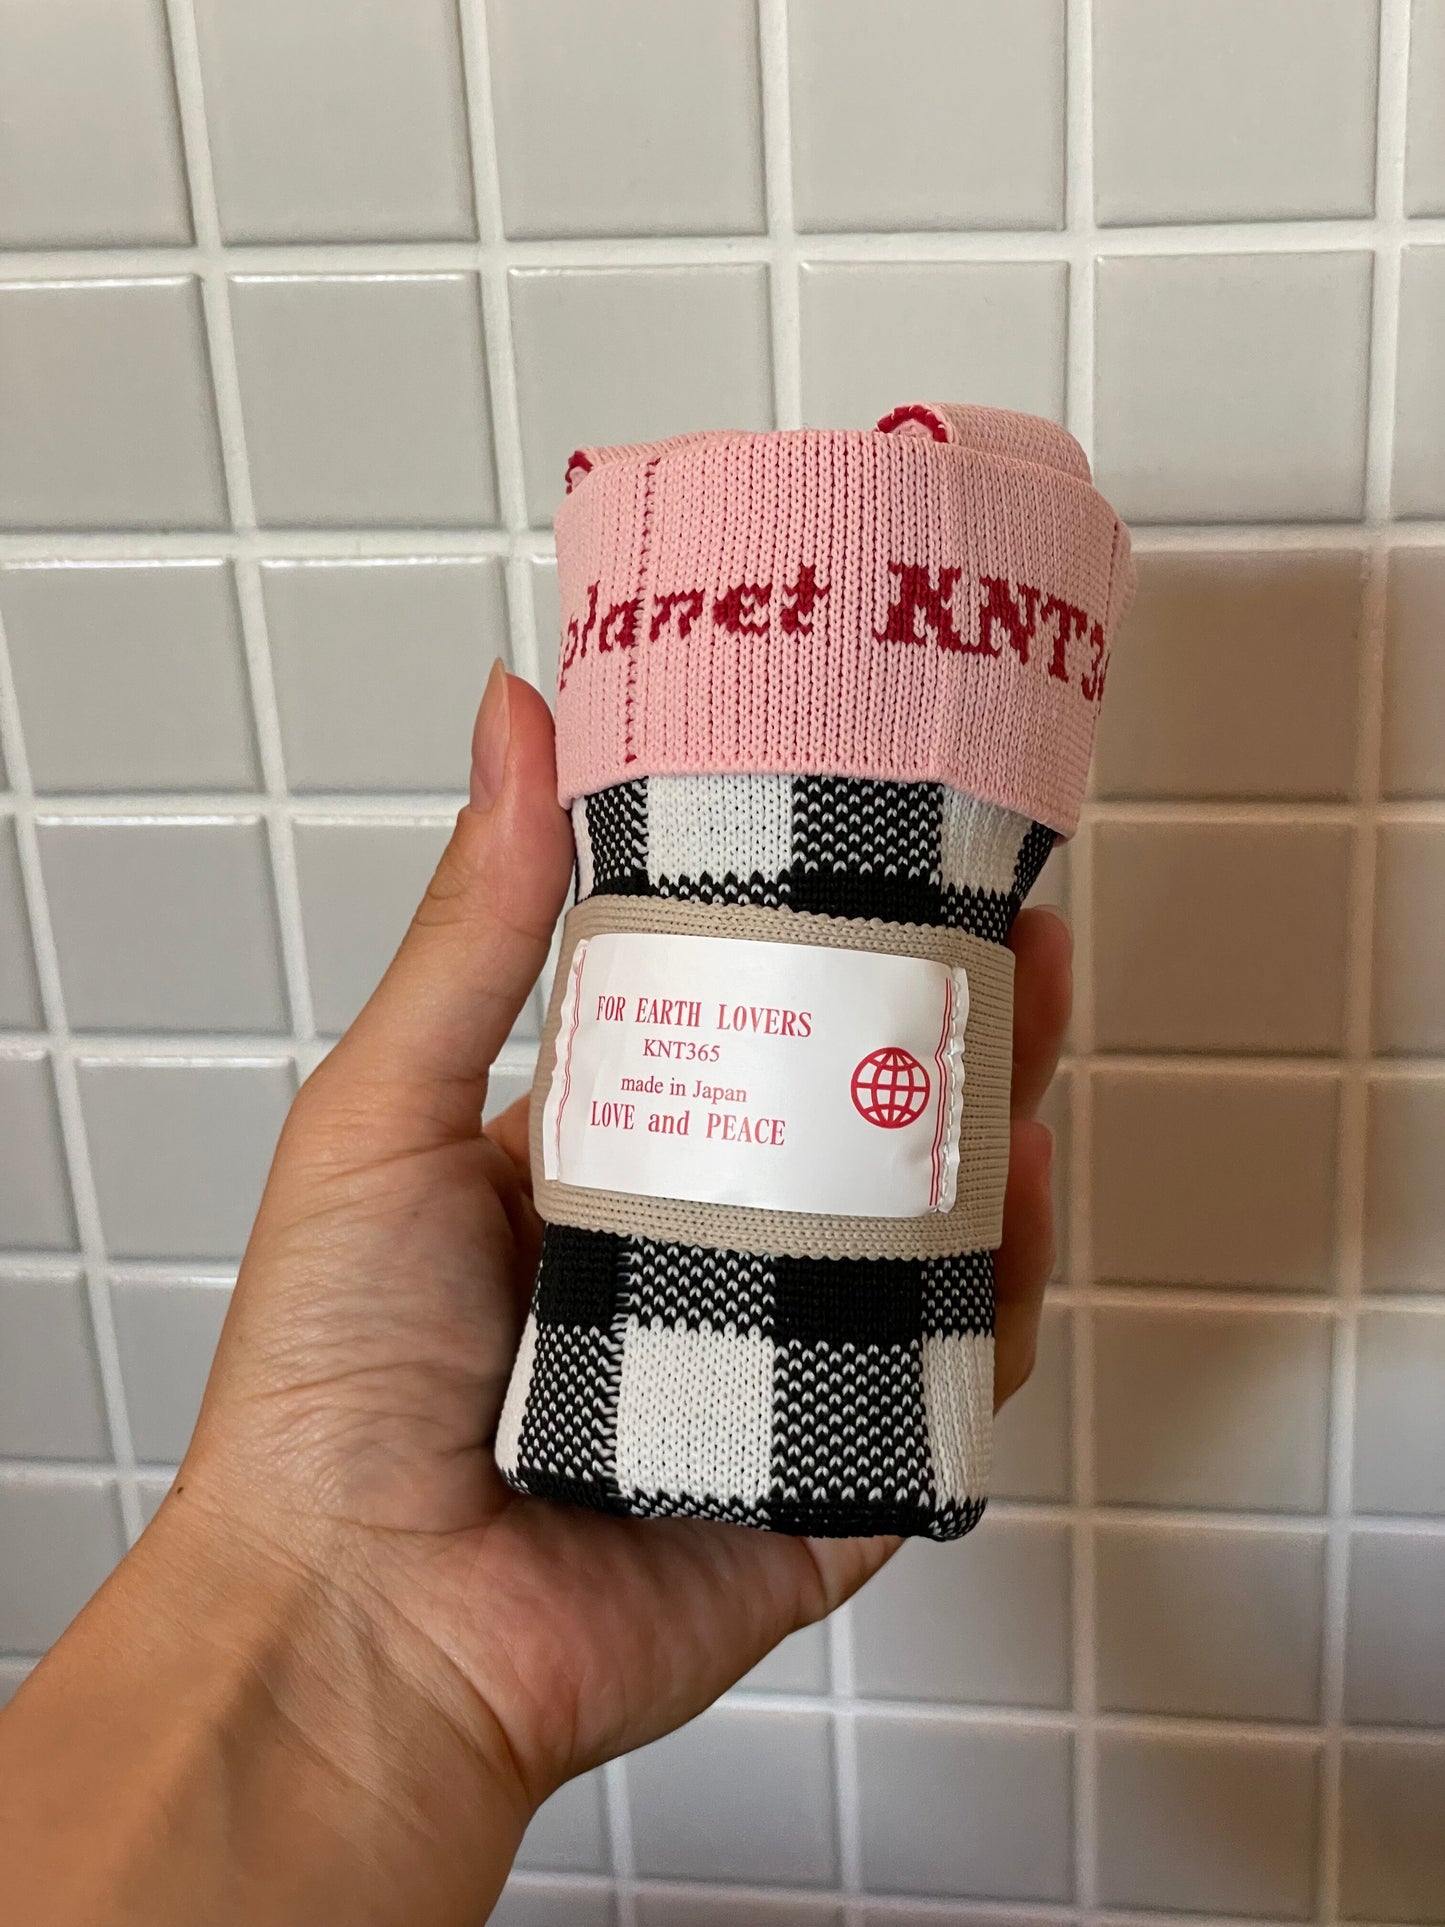 planet KNT3
FOR EARTH LOVERS
KNT365
made in Japan
LOVE and PEACE